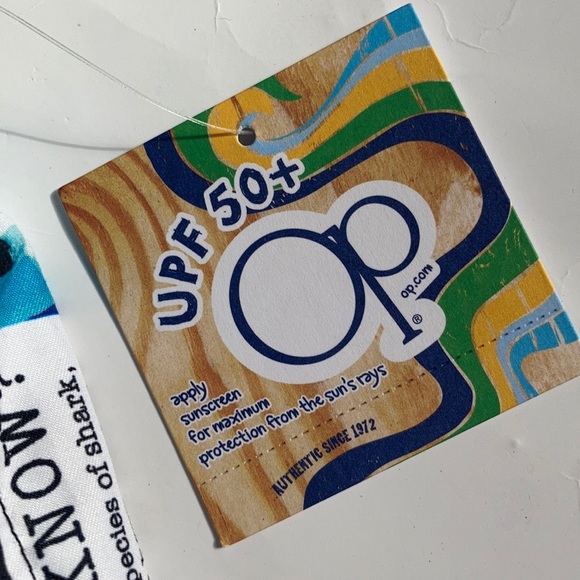 UPF 50+
Op
®
op.com
apply
sunscreen
for maximum
protection from the sun's rays
AUTHENTIC SINCE 1972
KNOW?
pecies of shark,